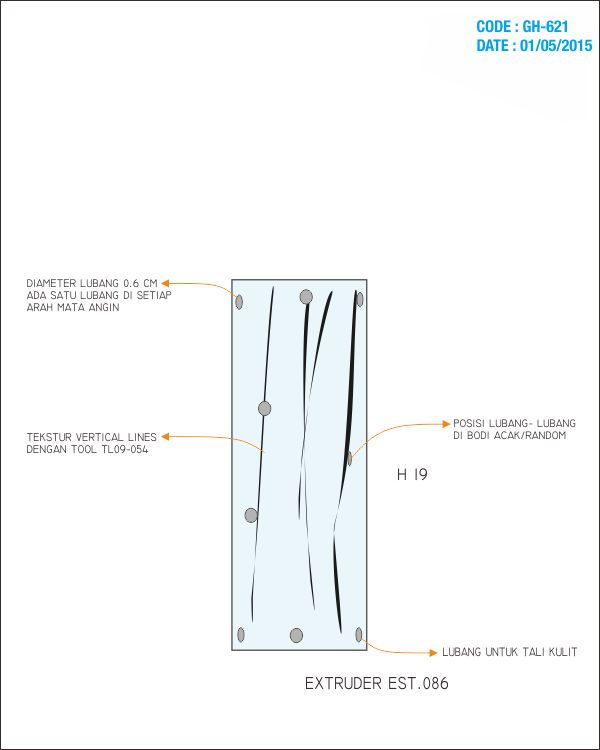 CODE : GH-621
DATE : 01/05/2015
DIAMETER LUBANG 0.6 CM
ADA SATU LUBANG DI SETIAP
ARAH MATA ANGIN
TEKSTUR VERTICAL LINES
DENGAN TOOL TL09-054
POSISI LUBANG- LUBANG
DI BODI ACAK/RANDOM
H 19
LUBANG UNTUK TALI KULIT
EXTRUDER EST.086